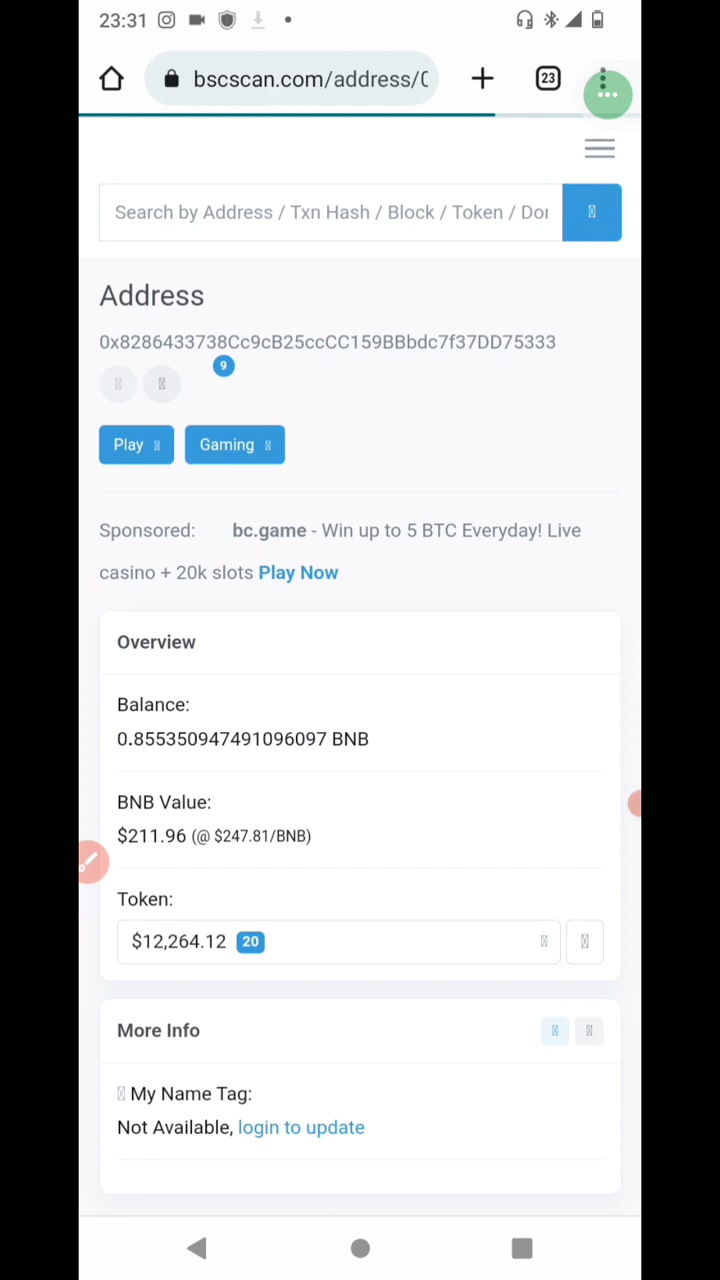 23:31
bscscan.com/address/0
23
Search by Address / Txn Hash / Block / Token / Dor
Address
0x8286433738Cc9cB25ccCC159BBbdc7f37DD75333
9
Play
Gaming
Sponsored: bc.game - Win up to 5 BTC Everyday! Live
casino + 20k slots Play Now
Overview
Balance:
0.855350947491096097 BNB
BNB Value:
$211.96 (@ $247.81/BNB)
Token:
$12,264.12 20
More Info
My Name Tag:
Not Available, login to update